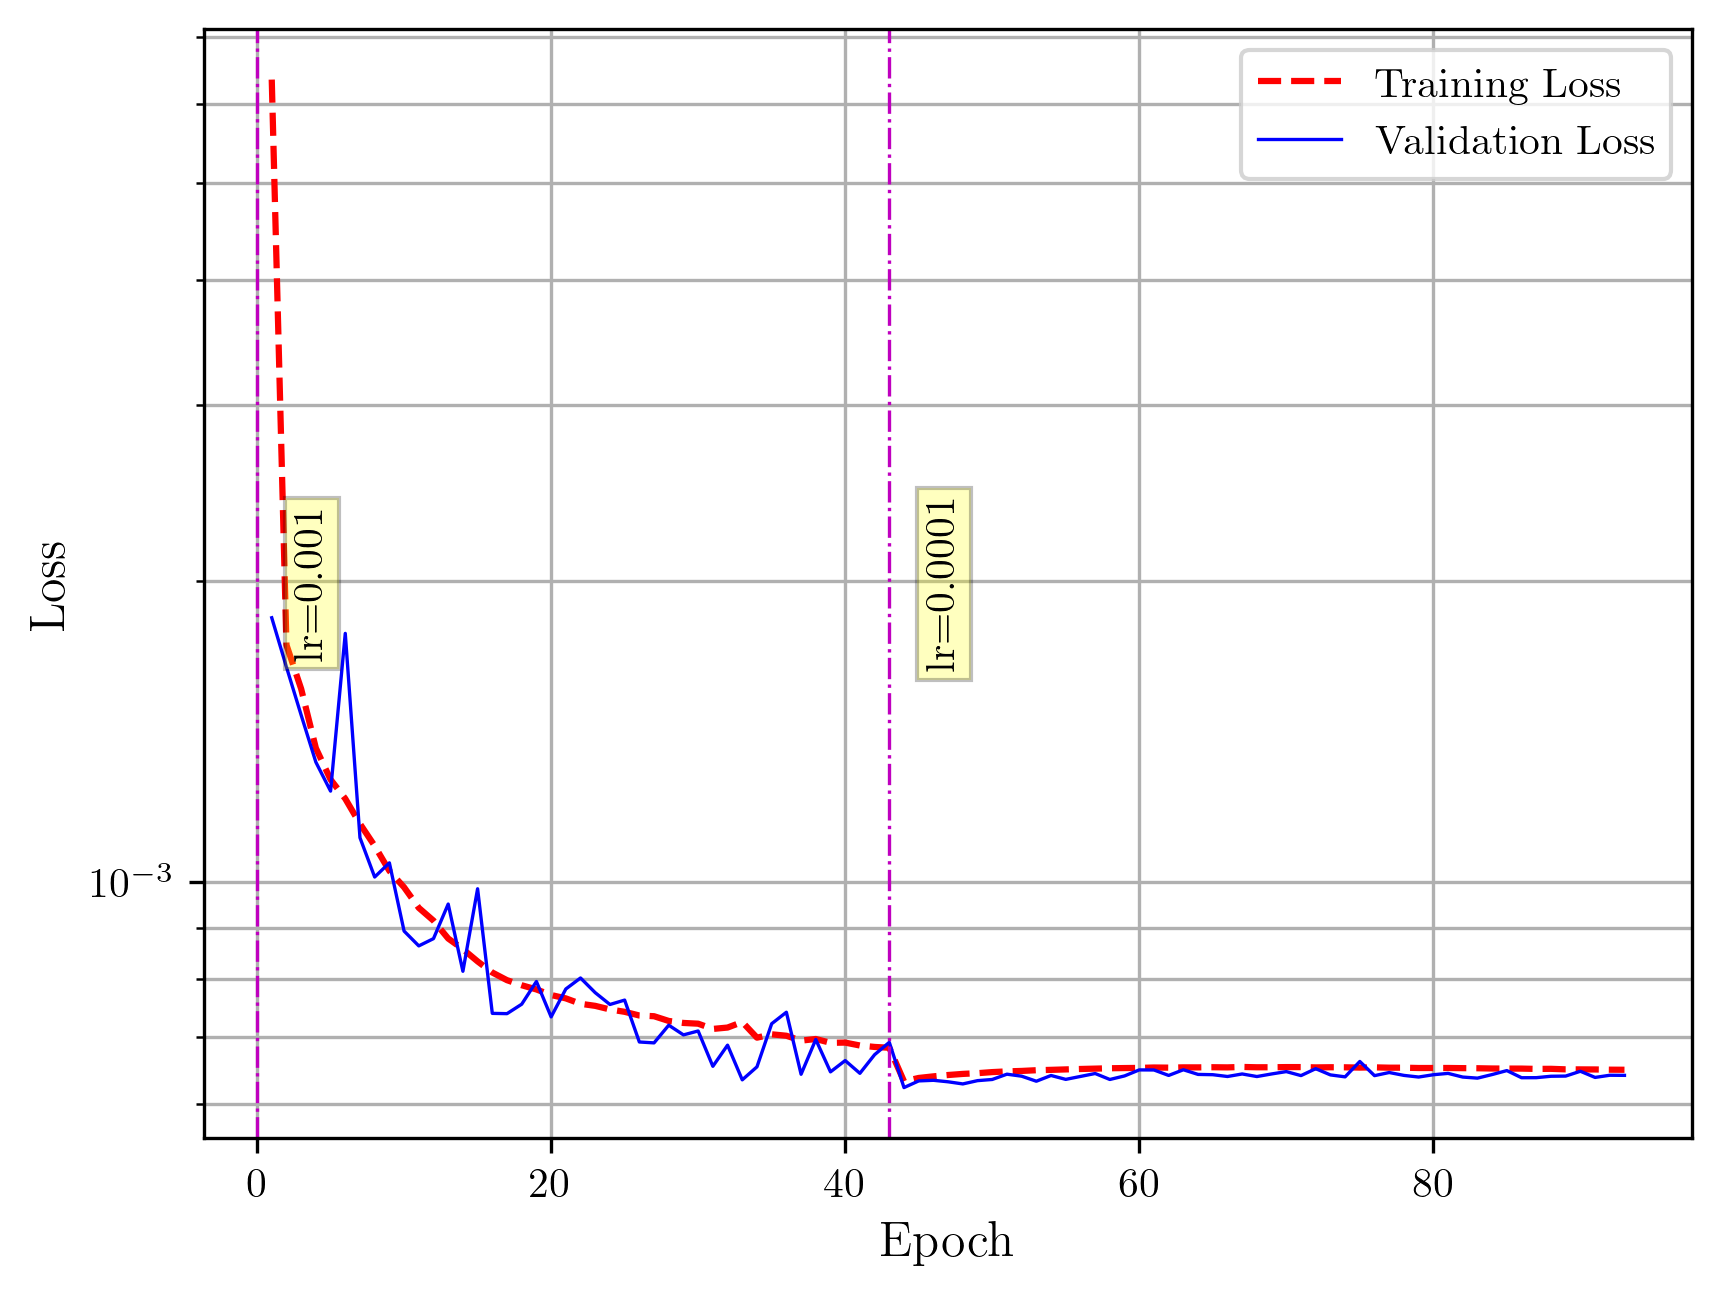 Training Loss
Validation Loss
lr=0.001
lr=0.0001
Loss
10⁻³
0
20
40
60
80
Epoch